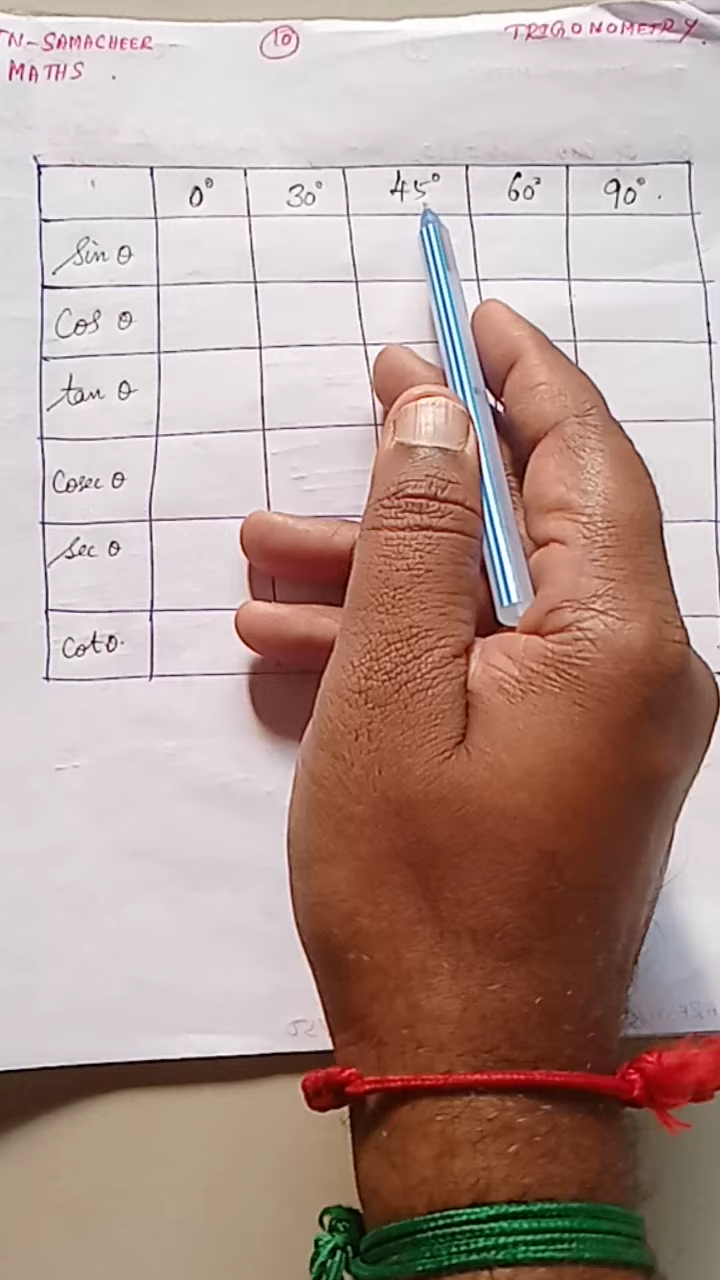 TN-SAMACHEER
MATHS .
10
TRIGONOMETRY.
0° 30° 45° 60° 90° .
Sin θ
Cos θ
tan θ
Cosec θ
Sec θ
Cot θ.